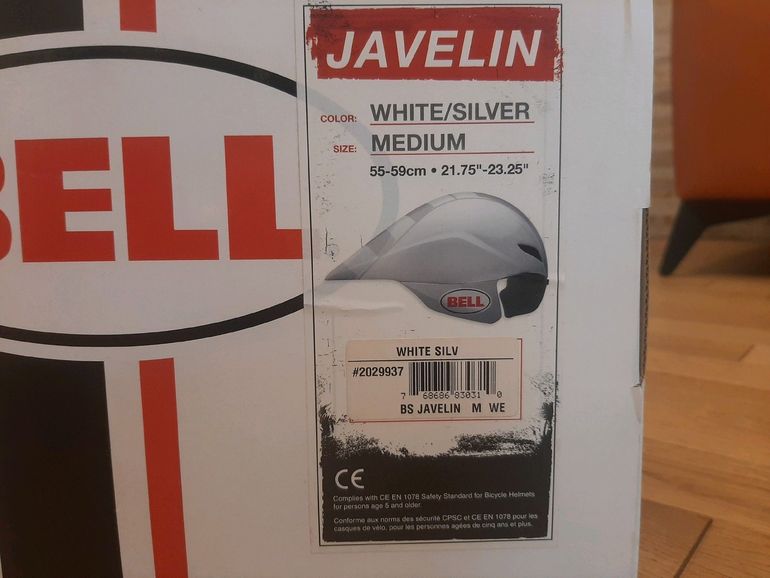 BELL
JAVELIN
COLOR: WHITE/SILVER
SIZE: MEDIUM
55-59cm • 21.75"-23.25"
BELL
WHITE SILV
#2029937
7 68686 83031 0
BS JAVELIN M WE
CE
Complies with CE EN 1078 Safety Standard for Bicycle Helmets
for persons age 5 and older.
Conforme aux norms des sécurité CPSC et CE EN 1078 pour les
casques de vélo, pour les personnes agées de cinq ans et plus.